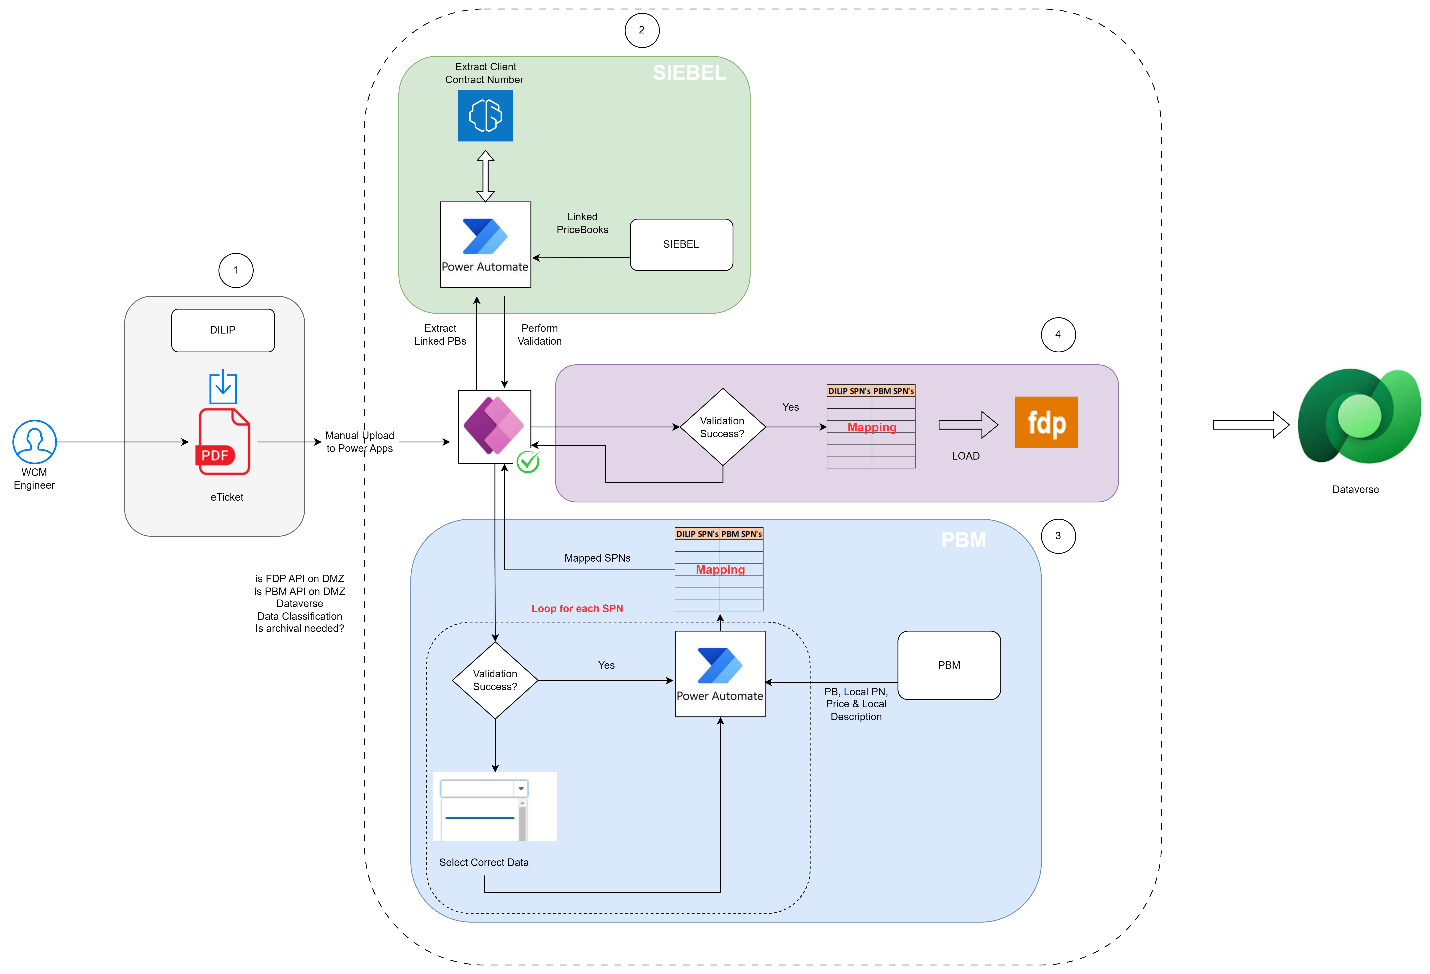 2
SIEBEL
Extract Client
Contract Number
Linked
PriceBooks
SIEBEL
Power Automate
1
DILIP
PDF
eTicket
WCM
Engineer
Manual Upload
to Power Apps
Extract
Linked PBs
Perform
Validation
4
Validation
Success?
Yes
DILIP SPN's PBM SPN's
Mapping
LOAD
fdp
Dataverse
3
PBM
DILIP SPN's PBM SPN's
Mapping
Mapped SPNs
Loop for each SPN
is FDP API on DMZ
Is PBM API on DMZ
Dataverse
Data Classification
Is archival needed?
Validation
Success?
Yes
Power Automate
PBM
PB, Local PN,
Price & Local
Description
Select Correct Data